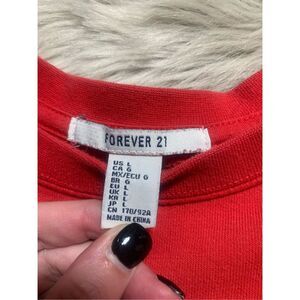 FOREVER 21
US L
CA G
MX/ECU G
BR G
EU L
UK L
KR L
JP L
CN 170/92A
MADE IN CHINA